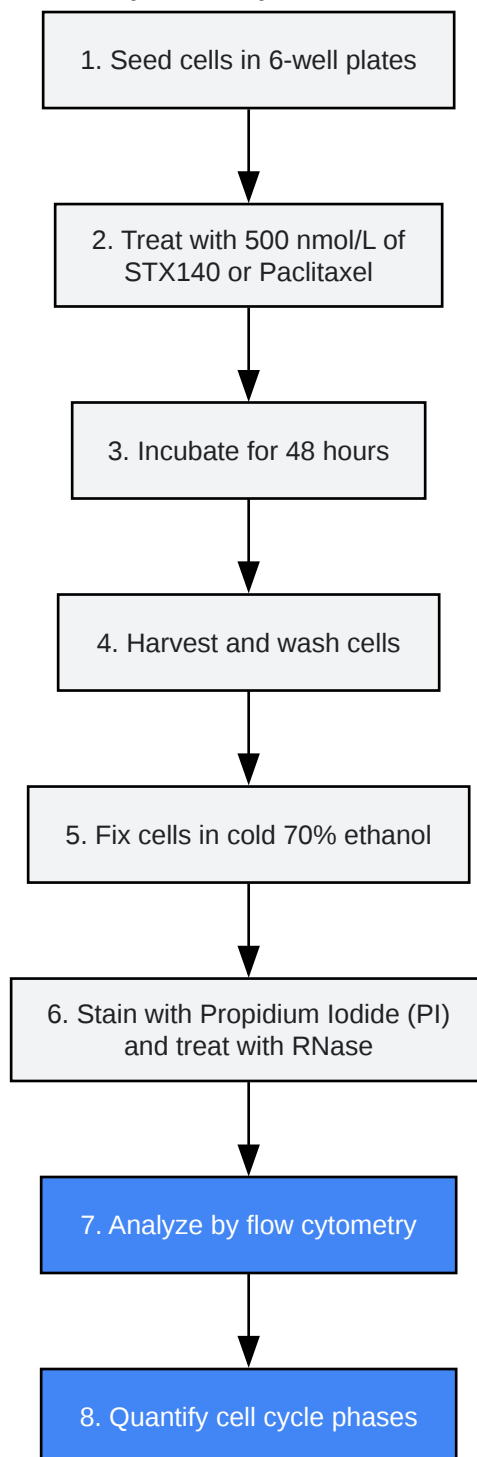 1. Seed cells in 6-well plates
2. Treat with 500 nmol/L of
STX140 or Paclitaxel
3. Incubate for 48 hours
4. Harvest and wash cells
5. Fix cells in cold 70% ethanol
6. Stain with Propidium Iodide (PI)
and treat with RNase
7. Analyze by flow cytometry
8. Quantify cell cycle phases